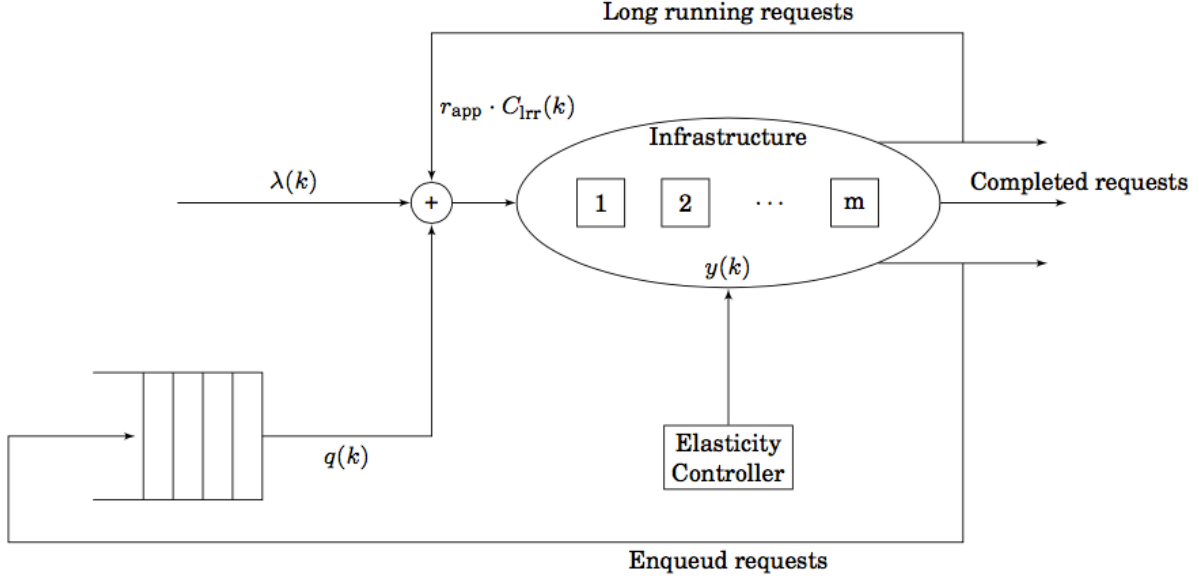 Long running requests
r_app · C_lrr(k)
Infrastructure
λ(k)
+
1 2 ··· m
Completed requests
y(k)
Elasticity
Controller
q(k)
Enqueud requests